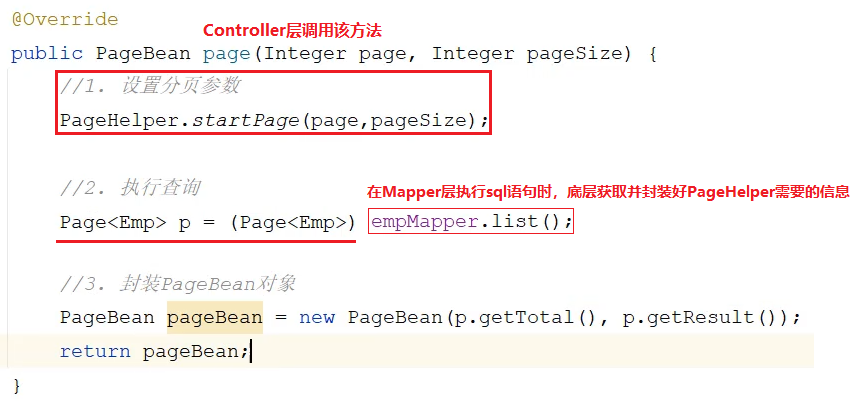 @Override
Controller层调用该方法
public PageBean page(Integer page, Integer pageSize) {
//1. 设置分页参数
PageHelper.startPage(page,pageSize);
//2. 执行查询
在Mapper层执行sql语句时，底层获取并封装好PageHelper需要的信息
Page<Emp> p = (Page<Emp>) empMapper.list();
//3. 封装PageBean对象
PageBean pageBean = new PageBean(p.getTotal(), p.getResult());
return pageBean;
}